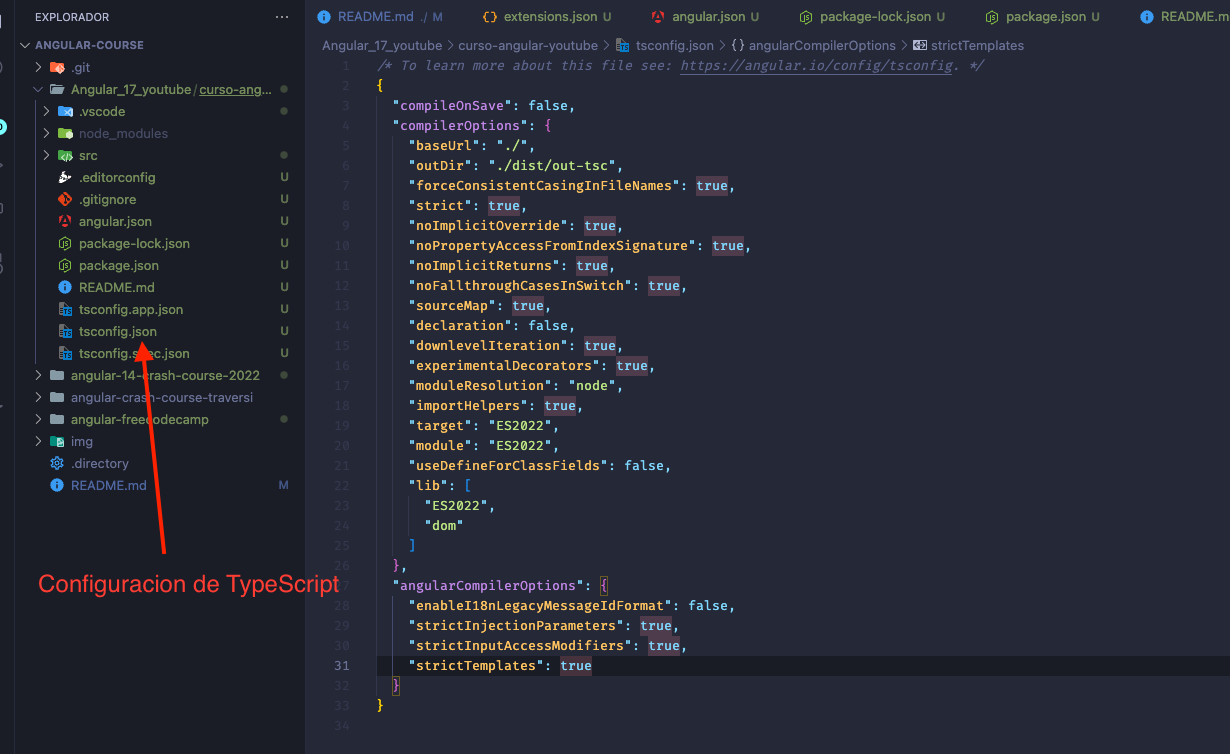 EXPLORADOR ···
ANGULAR-COURSE
.git
Angular_17_youtube / curso-ang...
.vscode
node_modules
src
.editorconfig U
.gitignore U
angular.json U
package-lock.json U
package.json U
README.md U
tsconfig.app.json U
tsconfig.json U
tsconfig.spec.json U
angular-14-crash-course-2022
angular-crash-course-traversi
angular-freecodecamp
img
.directory
README.md M
Configuracion de TypeScript
README.md ./ M extensions.json U angular.json U package-lock.json U package.json U README.m
Angular_17_youtube > curso-angular-youtube > tsconfig.json > {} angularCompilerOptions > strictTemplates
1 /* To learn more about this file see: https://angular.io/config/tsconfig. */
2 {
3 "compileOnSave": false,
4 "compilerOptions": {
5 "baseUrl": "./",
6 "outDir": "./dist/out-tsc",
7 "forceConsistentCasingInFileNames": true,
8 "strict": true,
9 "noImplicitOverride": true,
10 "noPropertyAccessFromIndexSignature": true,
11 "noImplicitReturns": true,
12 "noFallthroughCasesInSwitch": true,
13 "sourceMap": true,
14 "declaration": false,
15 "downlevelIteration": true,
16 "experimentalDecorators": true,
17 "moduleResolution": "node",
18 "importHelpers": true,
19 "target": "ES2022",
20 "module": "ES2022",
21 "useDefineForClassFields": false,
22 "lib": [
23 "ES2022",
24 "dom"
25 ]
26 },
27 "angularCompilerOptions": {
28 "enableI18nLegacyMessageIdFormat": false,
29 "strictInjectionParameters": true,
30 "strictInputAccessModifiers": true,
31 "strictTemplates": true
32 }
33 }
34